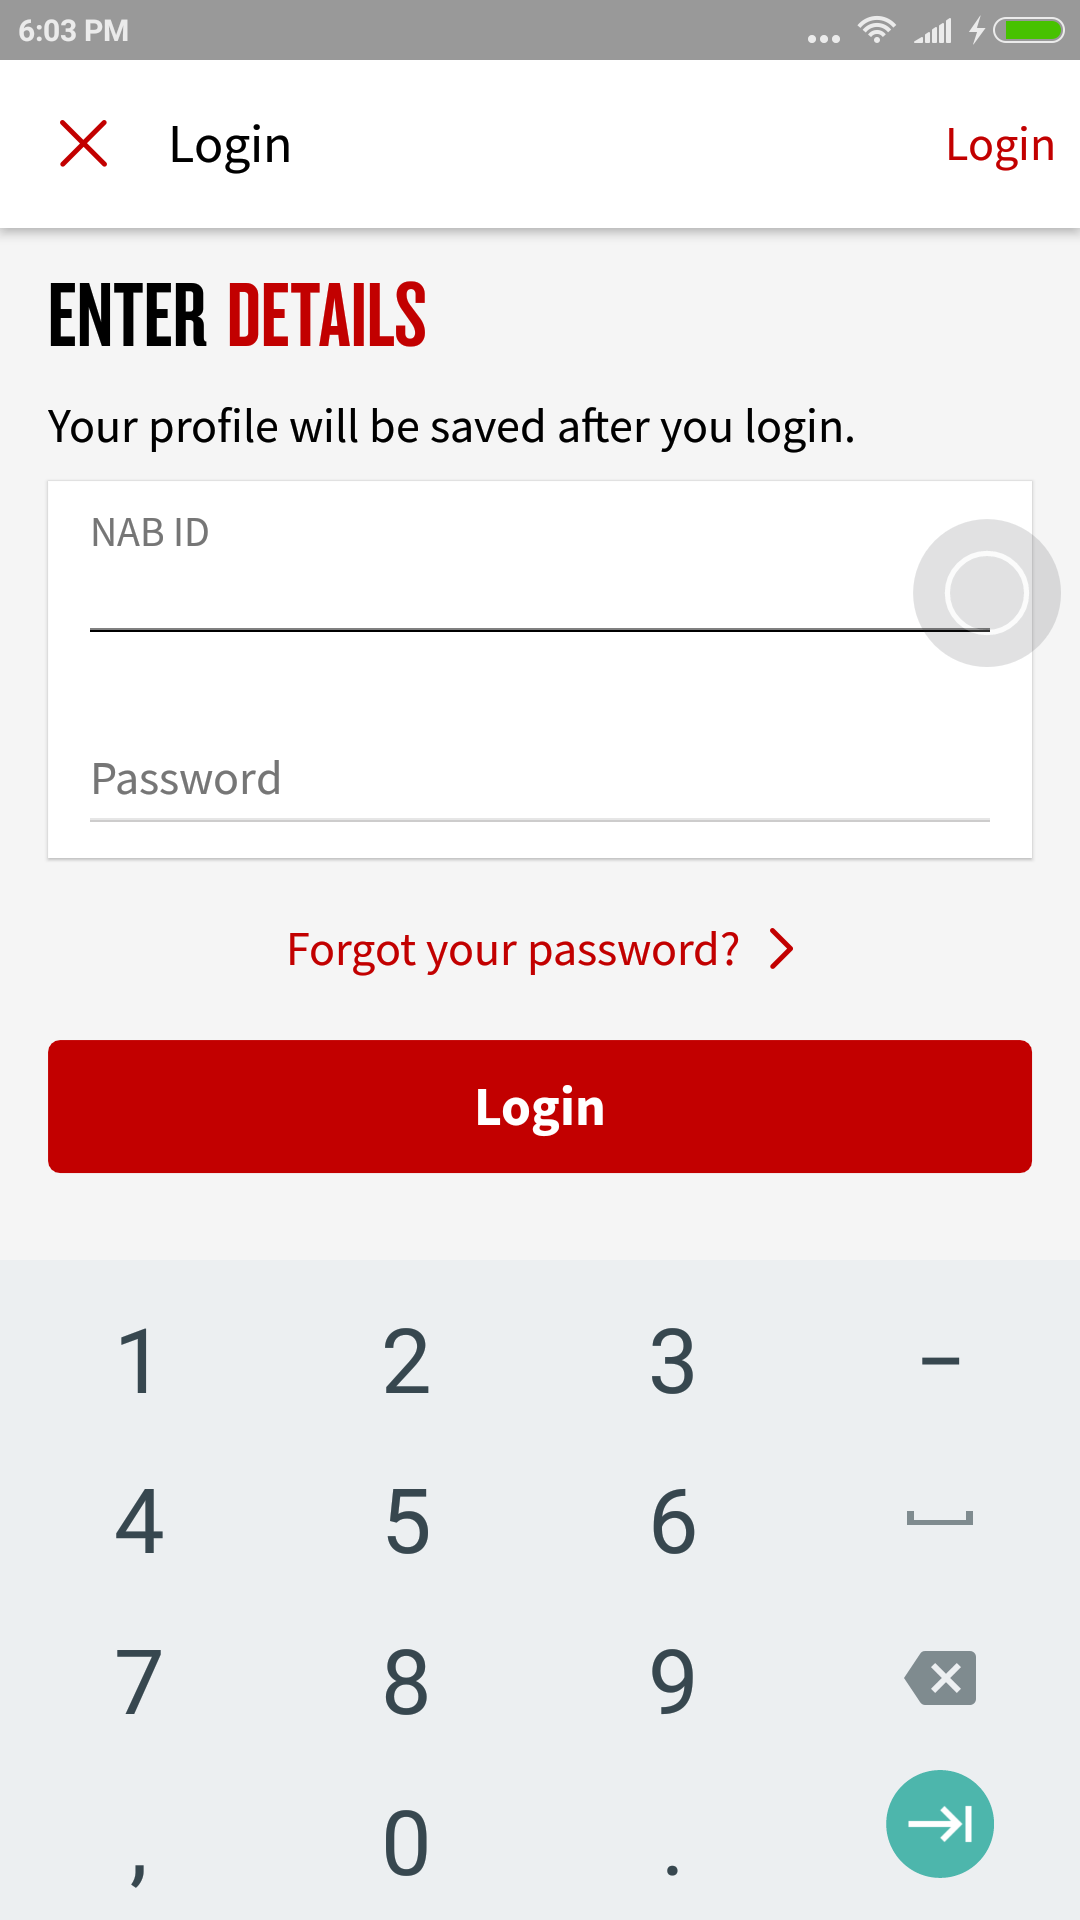 6:03 PM
Login
Login
ENTER DETAILS
Your profile will be saved after you login.
NAB ID
Password
Forgot your password?
Login
1 2 3 -
4 5 6
7 8 9
, 0 .